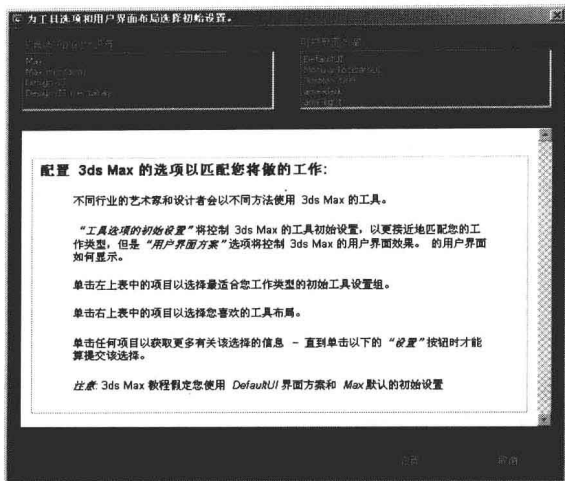 为工具选项和用户界面布局选择初始设置。
Max
DefaultUI
ame-dark
ame-light
配置 3ds Max 的选项以匹配您将做的工作:
不同行业的艺术家和设计者会以不同方法使用 3ds Max 的工具。
“工具选项的初始设置”将控制 3ds Max 的工具初始设置，以更接近地匹配您的工
作类型，但是“用户界面方案”选项将控制 3ds Max 的用户界面效果。 的用户界面
如何显示。
单击左上表中的项目以选择最适合您工作类型的初始工具设置组。
单击右上表中的项目以选择您喜欢的工具布局。
单击任何项目以获取更多有关该选择的信息 - 直到单击以下的“设置”按钮时才能
算提交该选择。
注意: 3ds Max 教程假定您使用 DefaultUI 界面方案和 Max 默认的初始设置
设置
取消